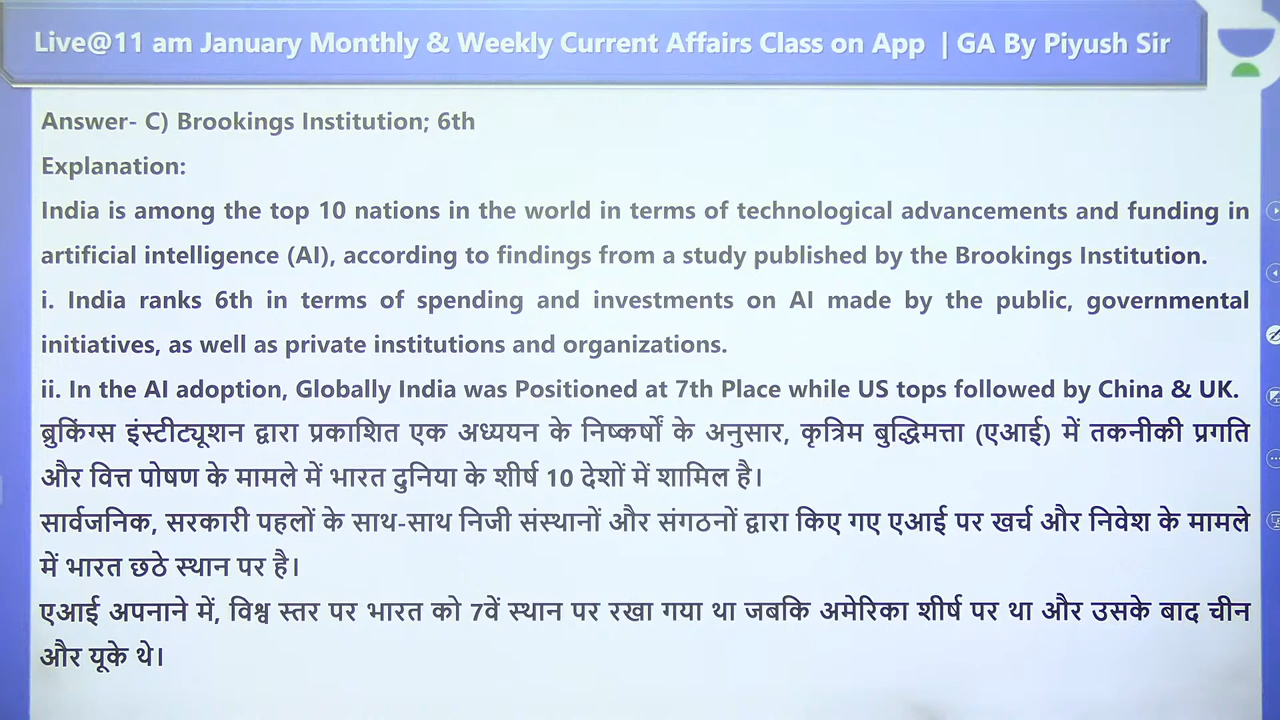 Live@11 am January Monthly & Weekly Current Affairs Class on App | GA By Piyush Sir
Answer- C) Brookings Institution; 6th
Explanation:
India is among the top 10 nations in the world in terms of technological advancements and funding in
artificial intelligence (AI), according to findings from a study published by the Brookings Institution.
i. India ranks 6th in terms of spending and investments on AI made by the public, governmental
initiatives, as well as private institutions and organizations.
ii. In the AI adoption, Globally India was Positioned at 7th Place while US tops followed by China & UK.
ब्रुकिंग्स इंस्टीट्यूशन द्वारा प्रकाशित एक अध्ययन के निष्कर्षों के अनुसार, कृत्रिम बुद्धिमत्ता (एआई) में तकनीकी प्रगति
और वित्त पोषण के मामले में भारत दुनिया के शीर्ष 10 देशों में शामिल है।
सार्वजनिक, सरकारी पहलों के साथ-साथ निजी संस्थानों और संगठनों द्वारा किए गए एआई पर खर्च और निवेश के मामले
में भारत छठे स्थान पर है।
एआई अपनाने में, विश्व स्तर पर भारत को 7वें स्थान पर रखा गया था जबकि अमेरिका शीर्ष पर था और उसके बाद चीन
और यूके थे।